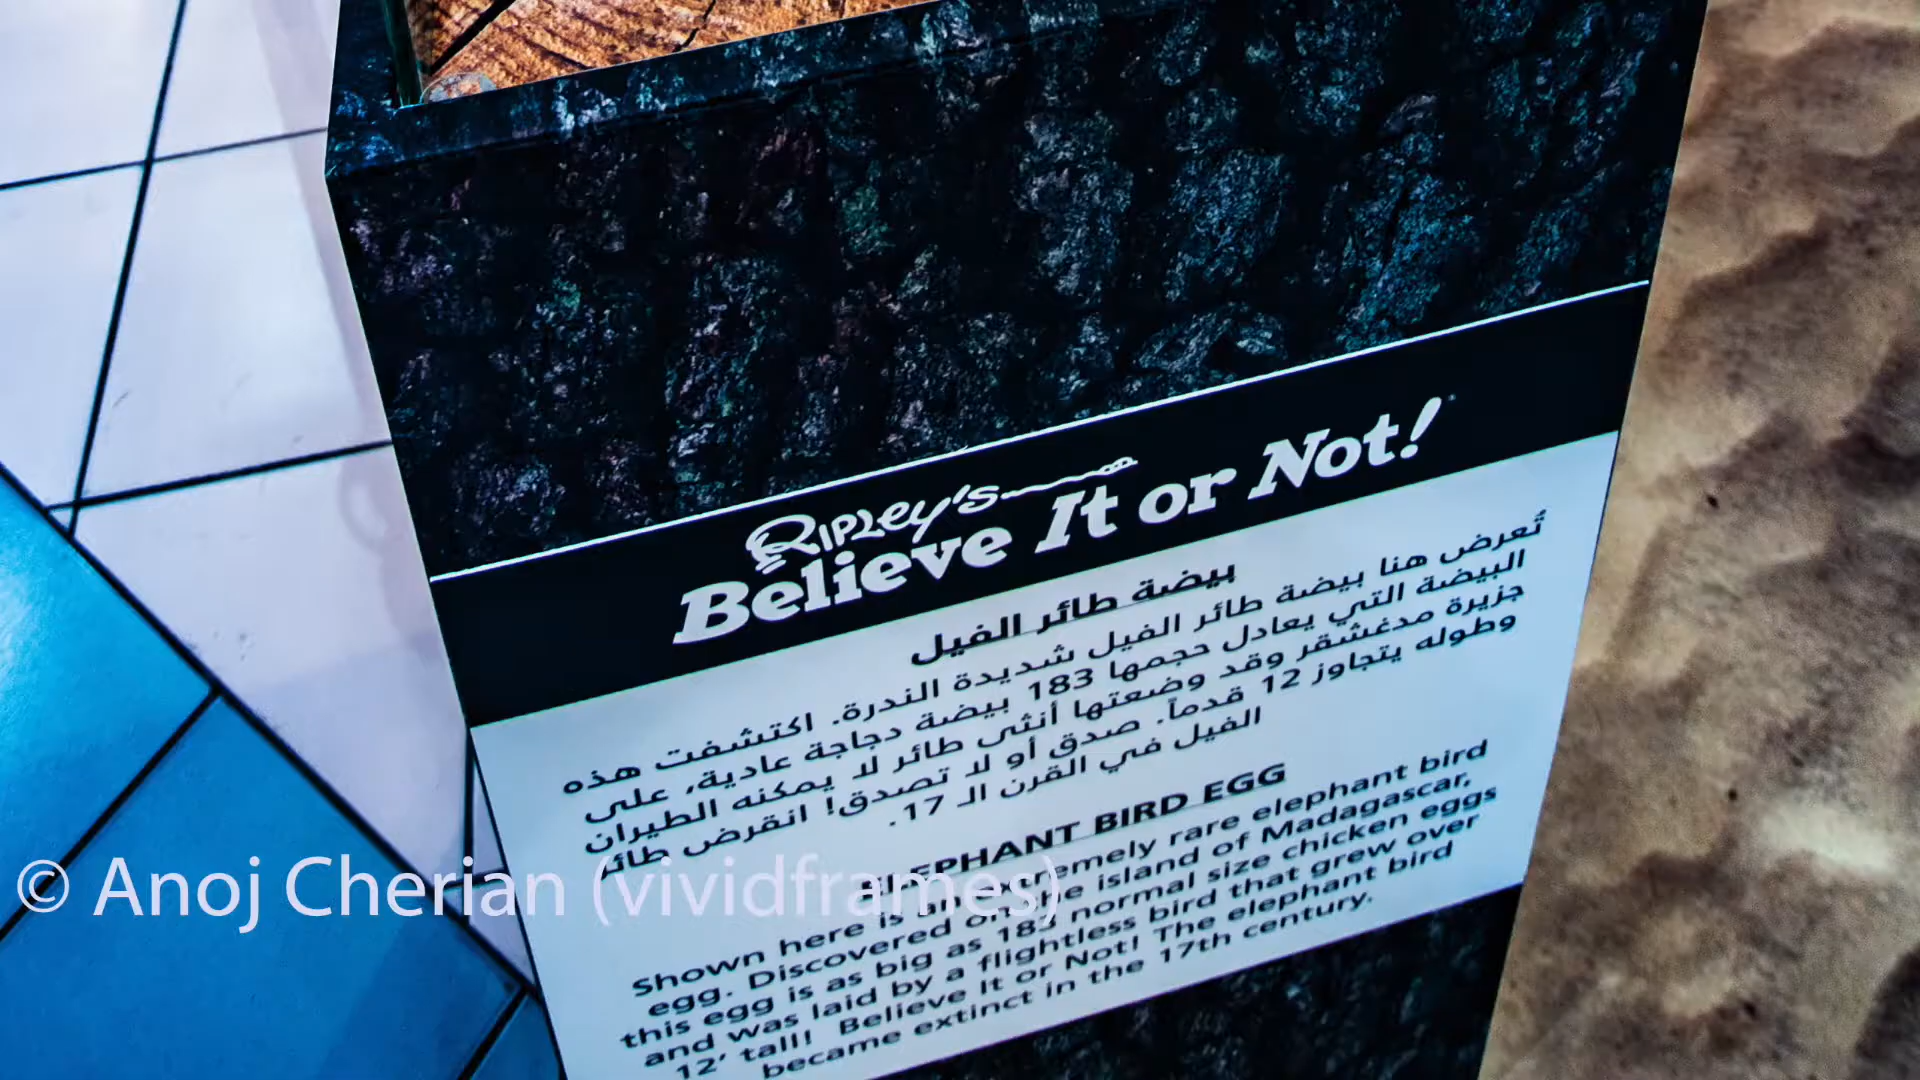 RIPLEY'S
Believe It or Not!
بيضة طائر الفيل
تُعرض هنا بيضة طائر الفيل شديدة الندرة. اكتشفت هذه
البيضة التي يعادل حجمها 183 بيضة دجاجة عادية، على
جزيرة مدغشقر وقد وضعتها أنثى طائر لا يمكنه الطيران
وطوله يتجاوز 12 قدماً. صدق أو لا تصدق! انقرض طائر
الفيل في القرن الـ 17.
ELEPHANT BIRD EGG
Shown here is an extremely rare elephant bird
egg. Discovered on the island of Madagascar,
this egg is as big as 183 normal size chicken eggs
and was laid by a flightless bird that grew over
12’ tall! Believe It or Not! The elephant bird
became extinct in the 17th century.
© Anoj Cherian (vividframes)